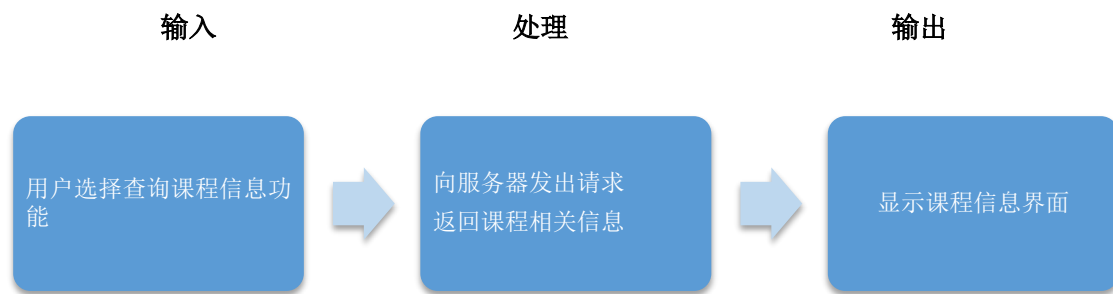 输入
处理
输出
用户选择查询课程信息功
能
向服务器发出请求
返回课程相关信息
显示课程信息界面